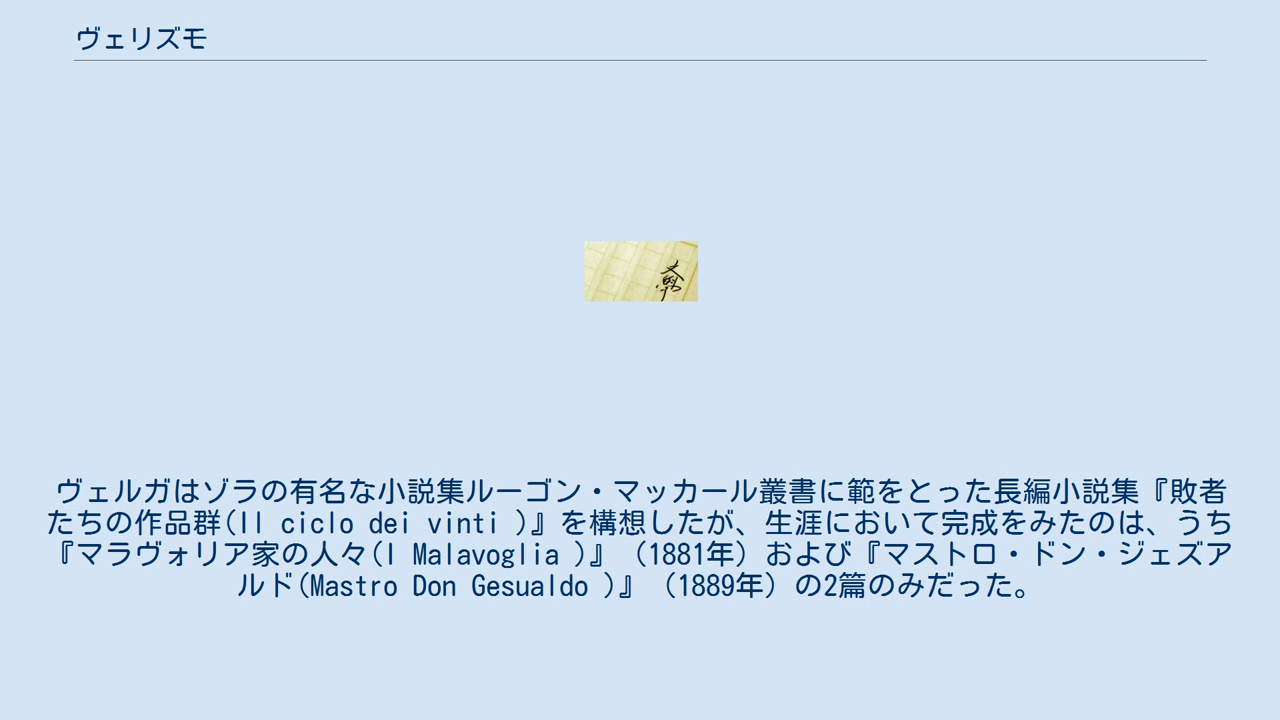 ヴェリズモ
ヴェルガはゾラの有名な小説集ルーゴン・マッカール叢書に範をとった長編小説集『敗者
たちの作品群(Il ciclo dei vinti )』を構想したが、生涯において完成をみたのは、うち
『マラヴォリア家の人々(I Malavoglia )』（1881年）および『マストロ・ドン・ジェズア
ルド(Mastro Don Gesualdo )』（1889年）の2篇のみだった。